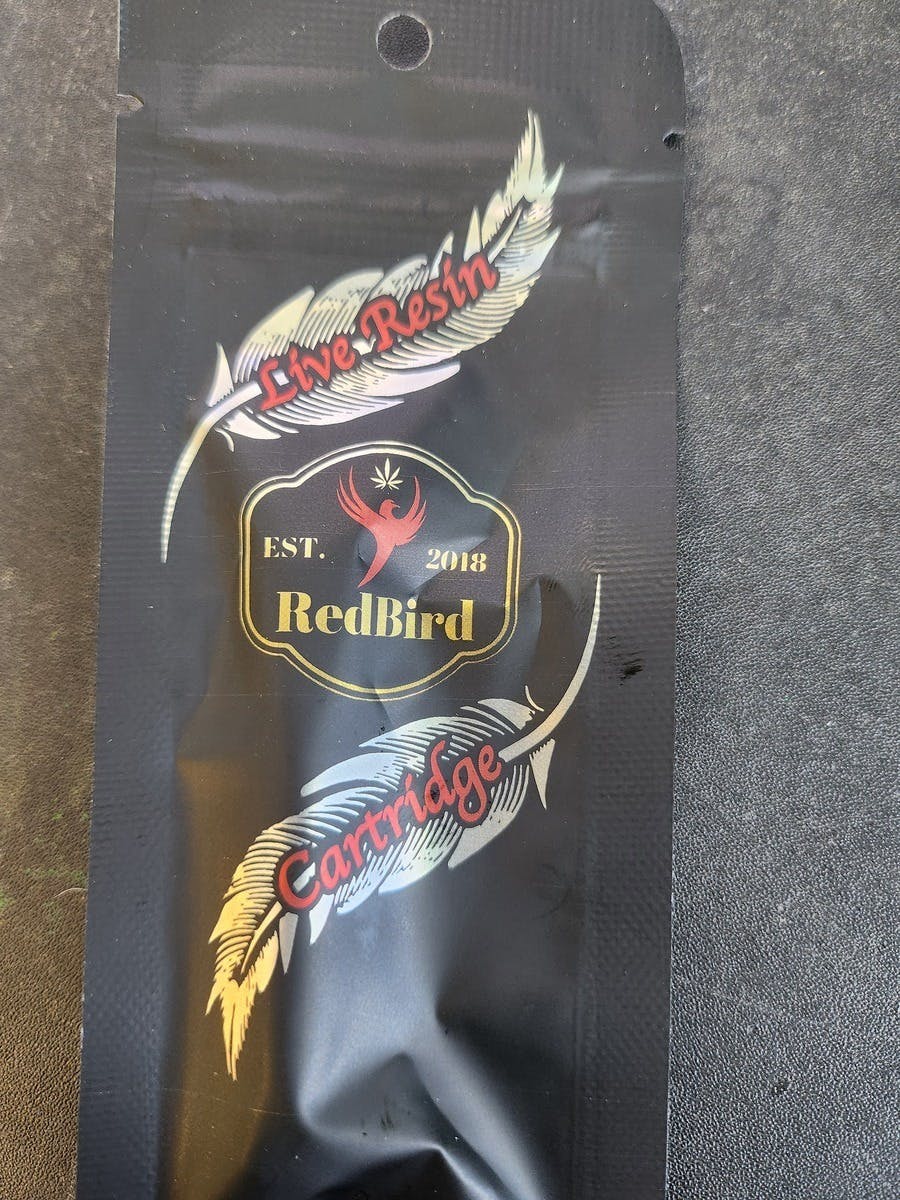 Live Resin
EST. 2018
RedBird
Cartridge